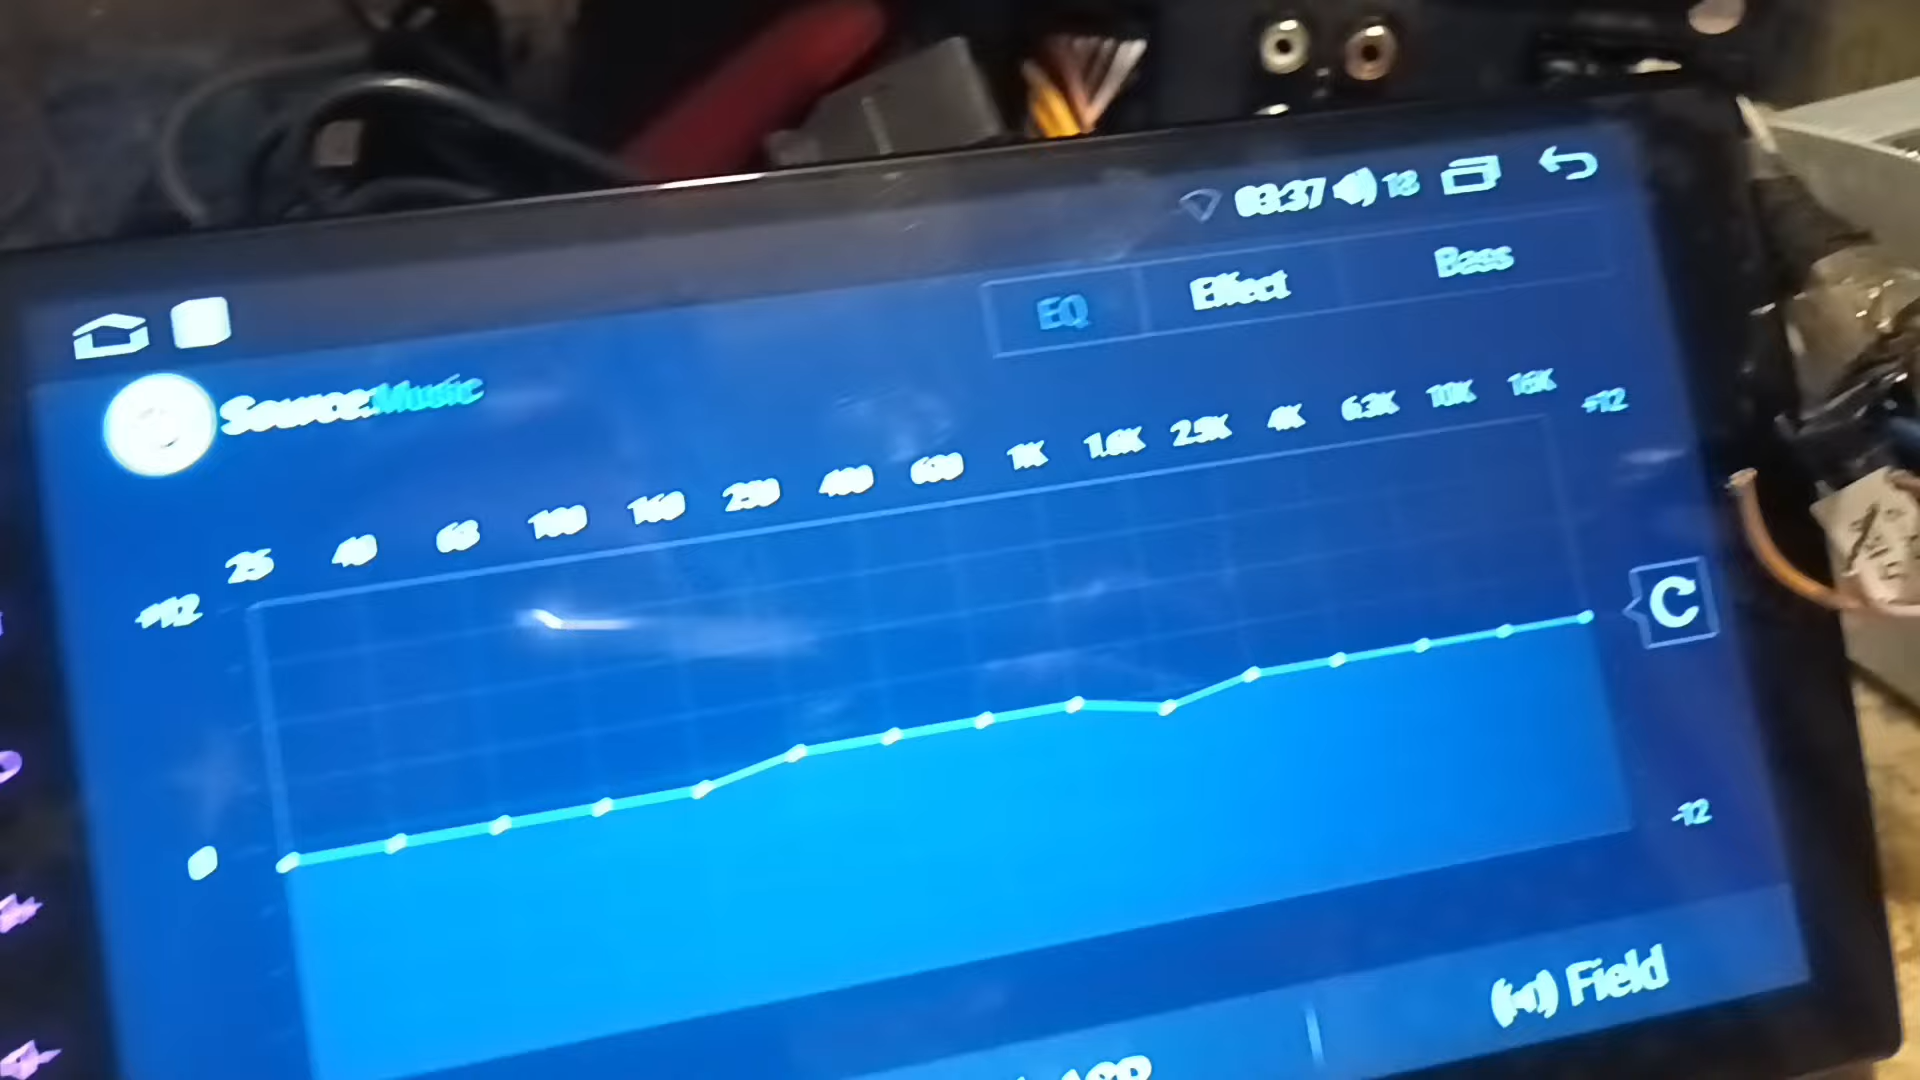 03:37 18
EQ Effect Bass
Source:Music
25 40 63 100 160 250 400 630 1K 1.6K 2.5K 4K 6.3K 10K 16K
+12 +12
0
-12
Field